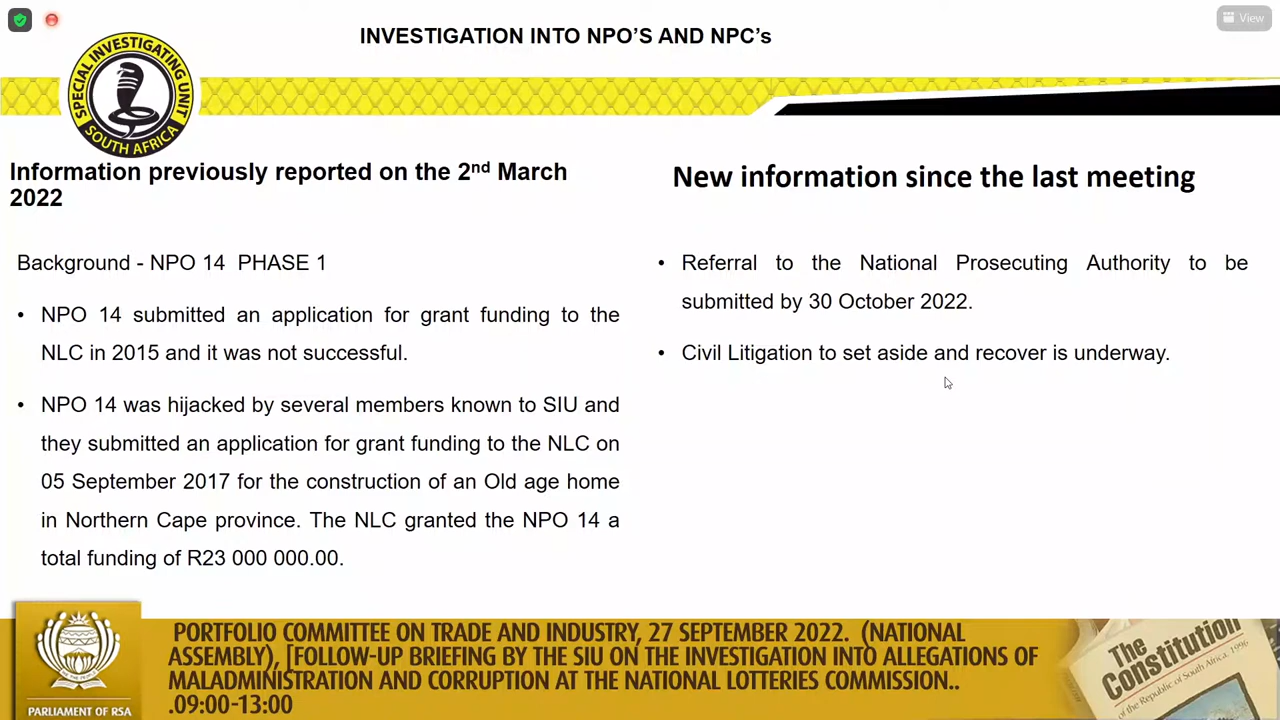 View
INVESTIGATION INTO NPO'S AND NPC's
SPECIAL INVESTIGATING UNIT
SOUTH AFRICA
Information previously reported on the 2nd March
2022
Background - NPO 14 PHASE 1
• NPO 14 submitted an application for grant funding to the
NLC in 2015 and it was not successful.
• NPO 14 was hijacked by several members known to SIU and
they submitted an application for grant funding to the NLC on
05 September 2017 for the construction of an Old age home
in Northern Cape province. The NLC granted the NPO 14 a
total funding of R23 000 000.00.
New information since the last meeting
• Referral to the National Prosecuting Authority to be
submitted by 30 October 2022.
• Civil Litigation to set aside and recover is underway.
PARLIAMENT OF RSA
PORTFOLIO COMMITTEE ON TRADE AND INDUSTRY, 27 SEPTEMBER 2022. (NATIONAL
ASSEMBLY), [FOLLOW-UP BRIEFING BY THE SIU ON THE INVESTIGATION INTO ALLEGATIONS OF
MALADMINISTRATION AND CORRUPTION AT THE NATIONAL LOTTERIES COMMISSION..
.09:00-13:00
The
Constitution
of the Republic of South Africa, 1996